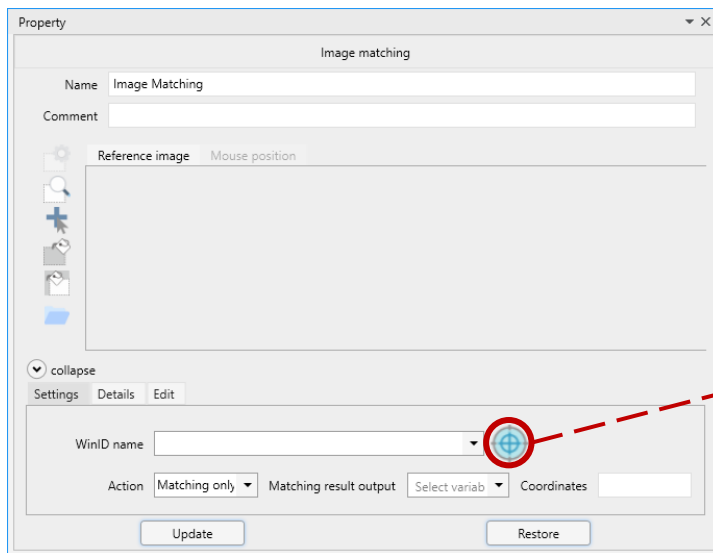 Property
Image matching
Name Image Matching
Comment
Reference image Mouse position
collapse
Settings Details Edit
WinID name
Action Matching only Matching result output Select variab Coordinates
Update Restore